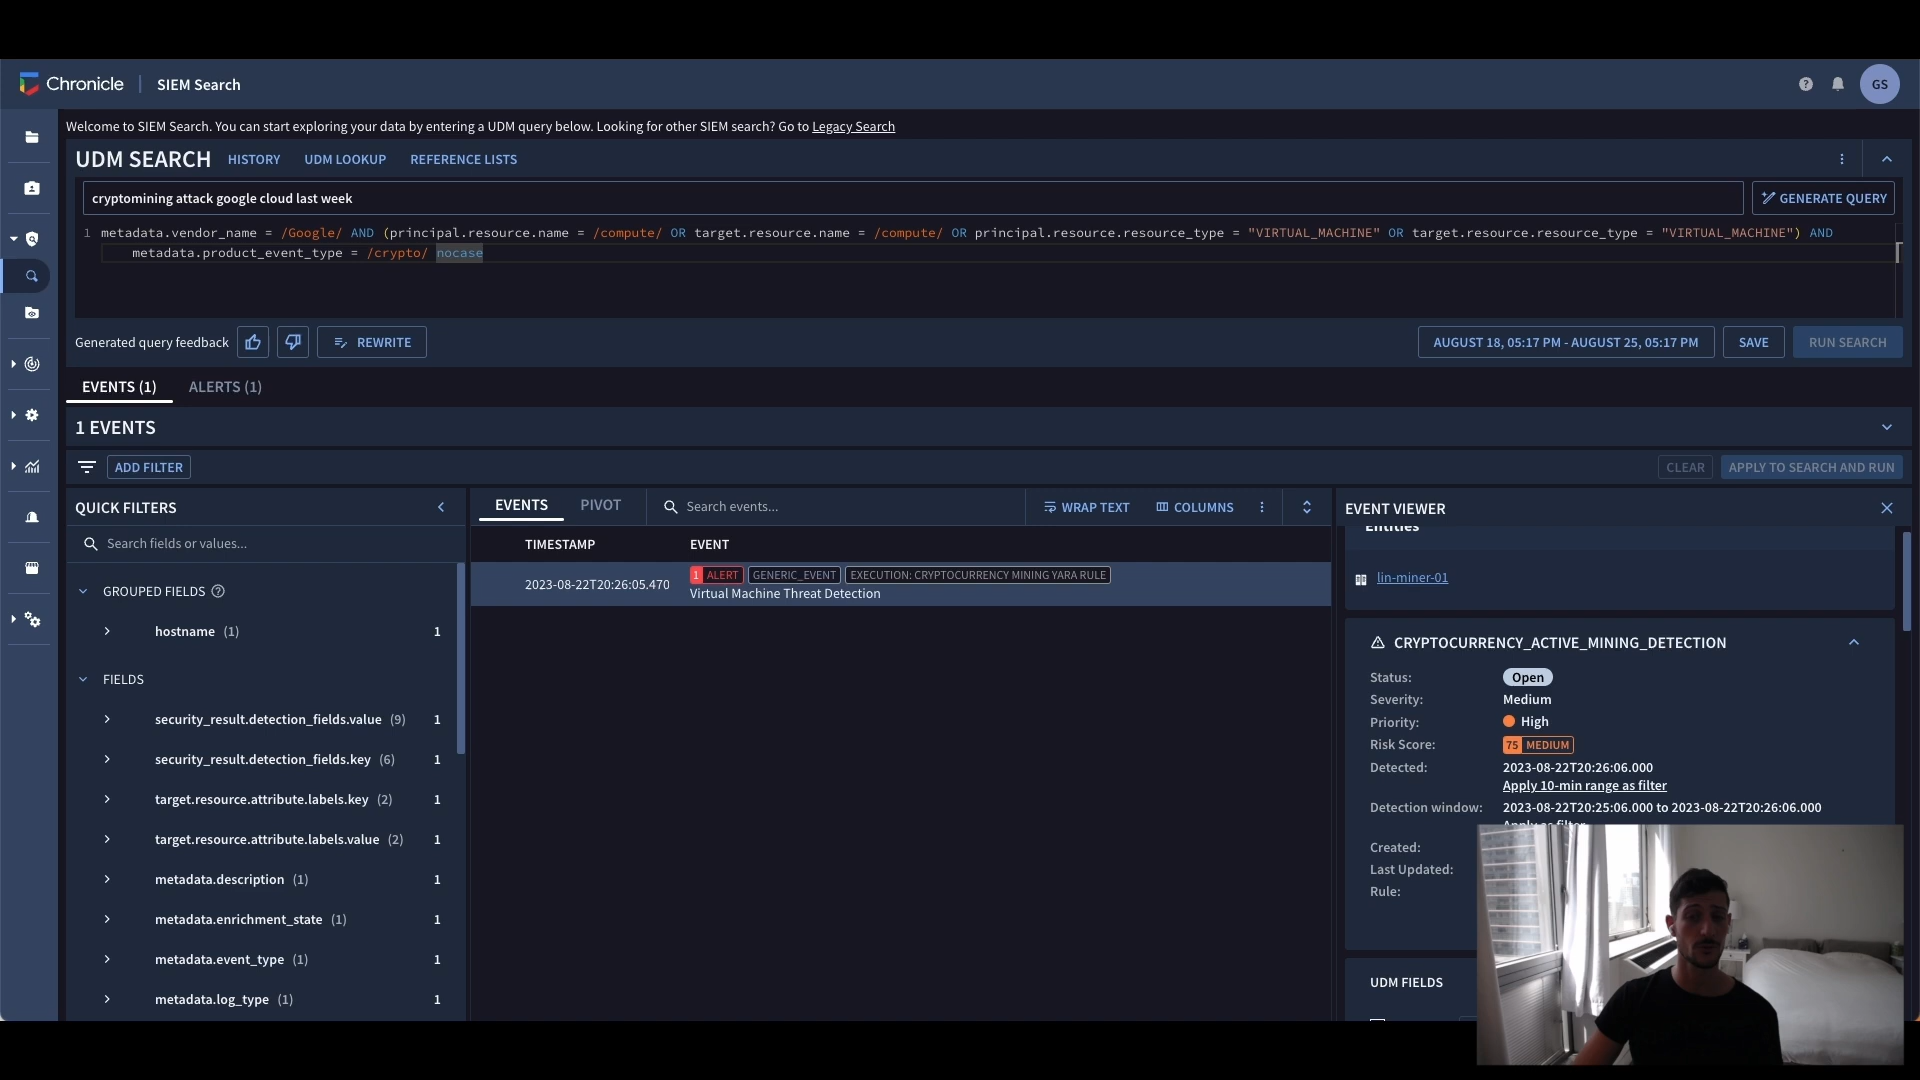 Chronicle
SIEM Search
GS
Welcome to SIEM Search. You can start exploring your data by entering a UDM query below. Looking for other SIEM search? Go to Legacy Search
UDM SEARCH
HISTORY
UDM LOOKUP
REFERENCE LISTS
cryptomining attack google cloud last week
GENERATE QUERY
1 metadata.vendor_name = /Google/ AND (principal.resource.name = /compute/ OR target.resource.name = /compute/ OR principal.resource.resource_type = "VIRTUAL_MACHINE" OR target.resource.resource_type = "VIRTUAL_MACHINE") AND
metadata.product_event_type = /crypto/ nocase
Generated query feedback
REWRITE
AUGUST 18, 05:17 PM - AUGUST 25, 05:17 PM
SAVE
RUN SEARCH
EVENTS (1)
ALERTS (1)
1 EVENTS
ADD FILTER
CLEAR
APPLY TO SEARCH AND RUN
QUICK FILTERS
Search fields or values...
GROUPED FIELDS
hostname (1) 1
FIELDS
security_result.detection_fields.value (9) 1
security_result.detection_fields.key (6) 1
target.resource.attribute.labels.key (2) 1
target.resource.attribute.labels.value (2) 1
metadata.description (1) 1
metadata.enrichment_state (1) 1
metadata.event_type (1) 1
metadata.log_type (1) 1
EVENTS
PIVOT
Search events...
WRAP TEXT
COLUMNS
TIMESTAMP
EVENT
2023-08-22T20:26:05.470
1 ALERT
GENERIC_EVENT
EXECUTION: CRYPTOCURRENCY MINING YARA RULE
Virtual Machine Threat Detection
EVENT VIEWER
Entities
lin-miner-01
CRYPTOCURRENCY_ACTIVE_MINING_DETECTION
Status: Open
Severity: Medium
Priority: High
Risk Score: 75 MEDIUM
Detected: 2023-08-22T20:26:06.000
Apply 10-min range as filter
Detection window: 2023-08-22T20:25:06.000 to 2023-08-22T20:26:06.000
Apply as filter
Created:
Last Updated:
Rule:
UDM FIELDS